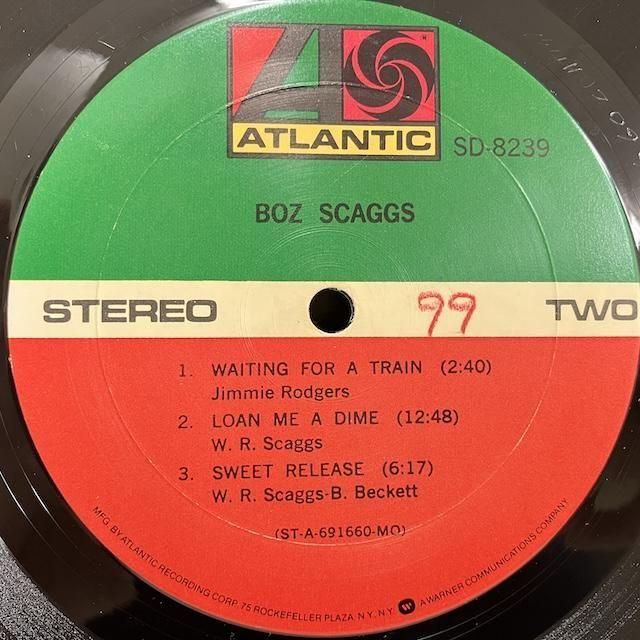 ATLANTIC
SD-8239
BOZ SCAGGS
STEREO
99
TWO
1. WAITING FOR A TRAIN (2:40)
Jimmie Rodgers
2. LOAN ME A DIME (12:48)
W. R. Scaggs
3. SWEET RELEASE (6:17)
W. R. Scaggs-B. Beckett
(ST-A-691660-MO)
MFG. BY ATLANTIC RECORDING CORP. 75 ROCKEFELLER PLAZA N.Y. N.Y. A WARNER COMMUNICATIONS COMPANY